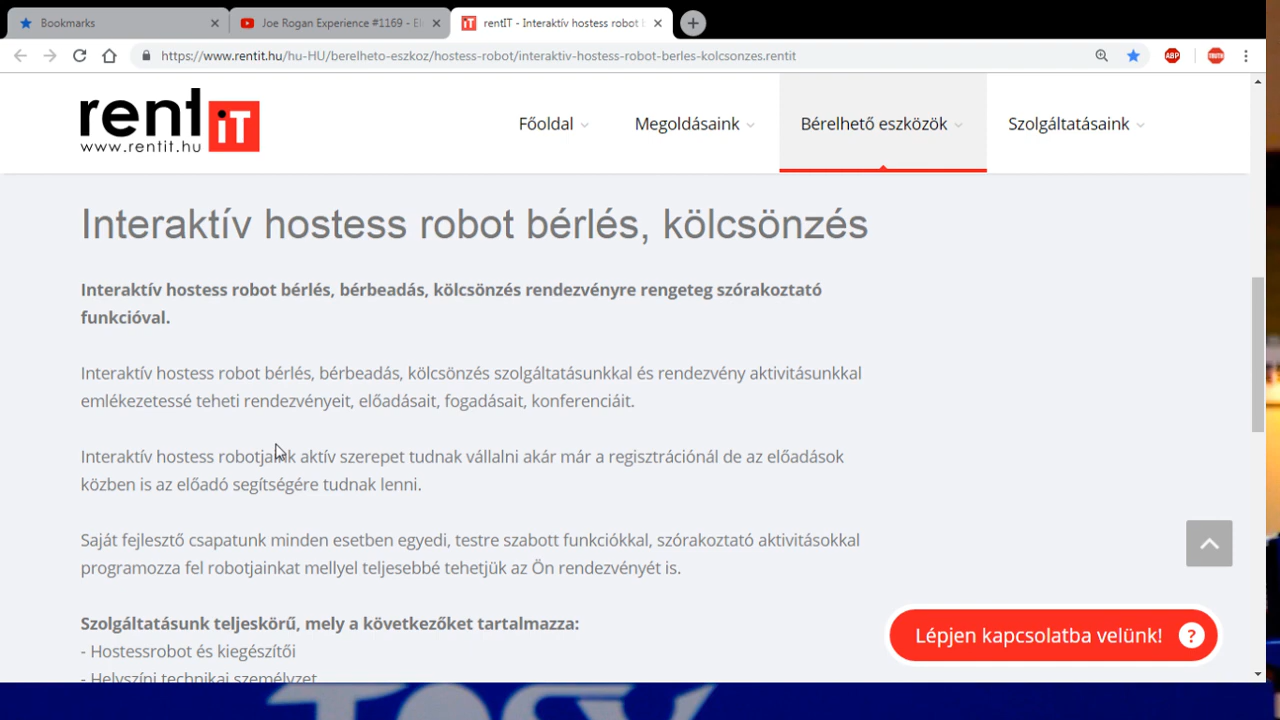 Bookmarks
Joe Rogan Experience #1169 - El
rentIT - Interaktív hostess robot b
https://www.rentit.hu/hu-HU/berelheto-eszkoz/hostess-robot/interaktiv-hostess-robot-berles-kolcsonzes.rentit
ABP
rent iT
www.rentit.hu
Főoldal
Megoldásaink
Bérelhető eszközök
Szolgáltatásaink
Interaktív hostess robot bérlés, kölcsönzés
Interaktív hostess robot bérlés, bérbeadás, kölcsönzés rendezvényre rengeteg szórakoztató
funkcióval.
Interaktív hostess robot bérlés, bérbeadás, kölcsönzés szolgáltatásunkkal és rendezvény aktivitásunkkal
emlékezetessé teheti rendezvényeit, előadásait, fogadásait, konferenciáit.
Interaktív hostess robotjaink aktív szerepet tudnak vállalni akár már a regisztrációnál de az előadások
közben is az előadó segítségére tudnak lenni.
Saját fejlesztő csapatunk minden esetben egyedi, testre szabott funkciókkal, szórakoztató aktivitásokkal
programozza fel robotjainkat mellyel teljesebbé tehetjük az Ön rendezvényét is.
Szolgáltatásunk teljeskörű, mely a következőket tartalmazza:
- Hostessrobot és kiegészítői
- Helyszíni technikai személyzet
Lépjen kapcsolatba velünk! ?